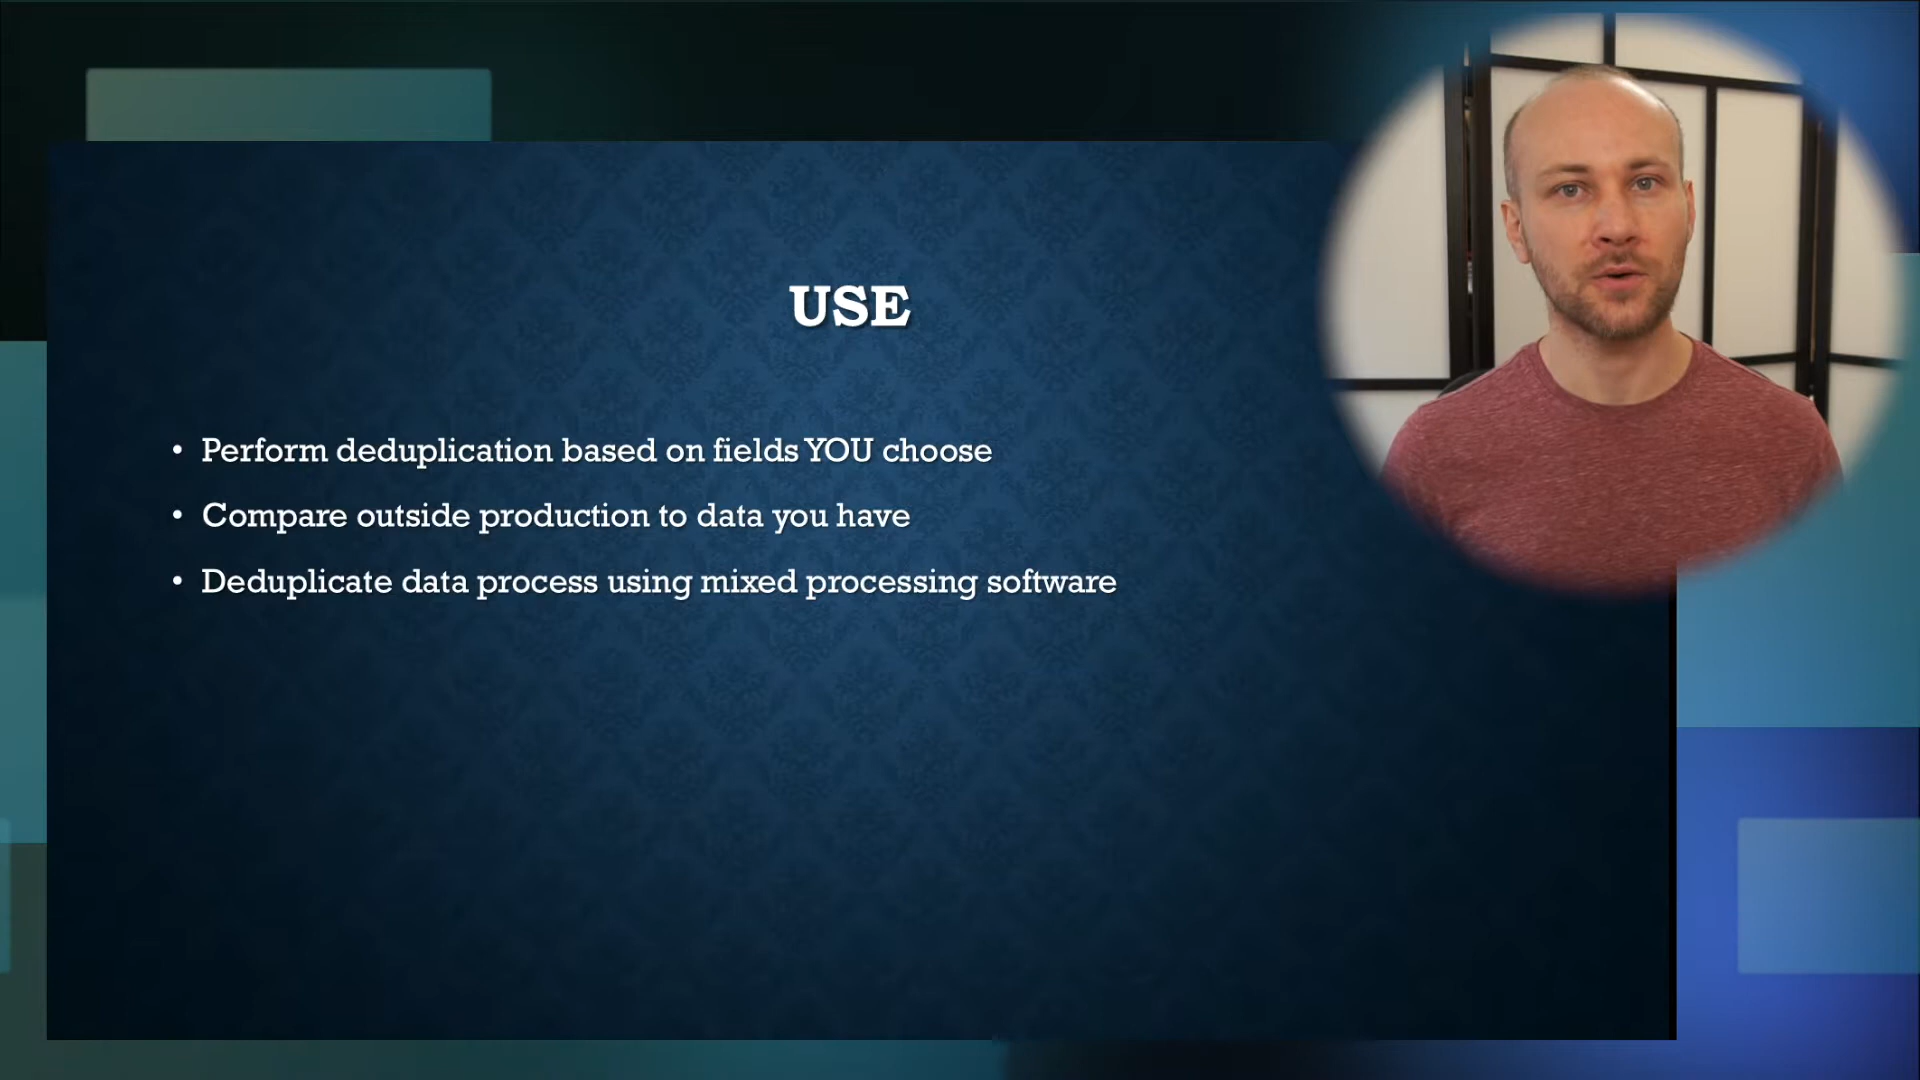 USE
• Perform deduplication based on fields YOU choose
• Compare outside production to data you have
• Deduplicate data process using mixed processing software